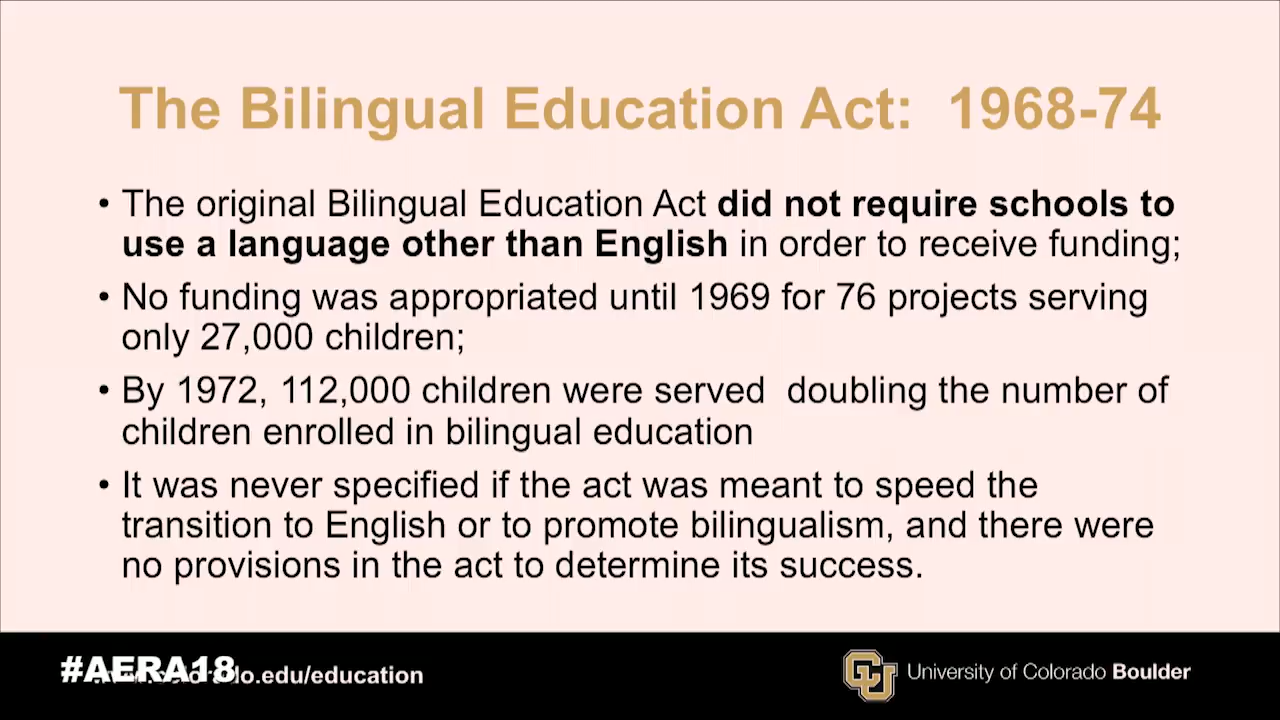 The Bilingual Education Act:  1968-74
• The original Bilingual Education Act did not require schools to
use a language other than English in order to receive funding;
• No funding was appropriated until 1969 for 76 projects serving
only 27,000 children;
• By 1972, 112,000 children were served  doubling the number of
children enrolled in bilingual education
• It was never specified if the act was meant to speed the
transition to English or to promote bilingualism, and there were
no provisions in the act to determine its success.
#AERA18
lo.edu/education
CU
University of Colorado Boulder